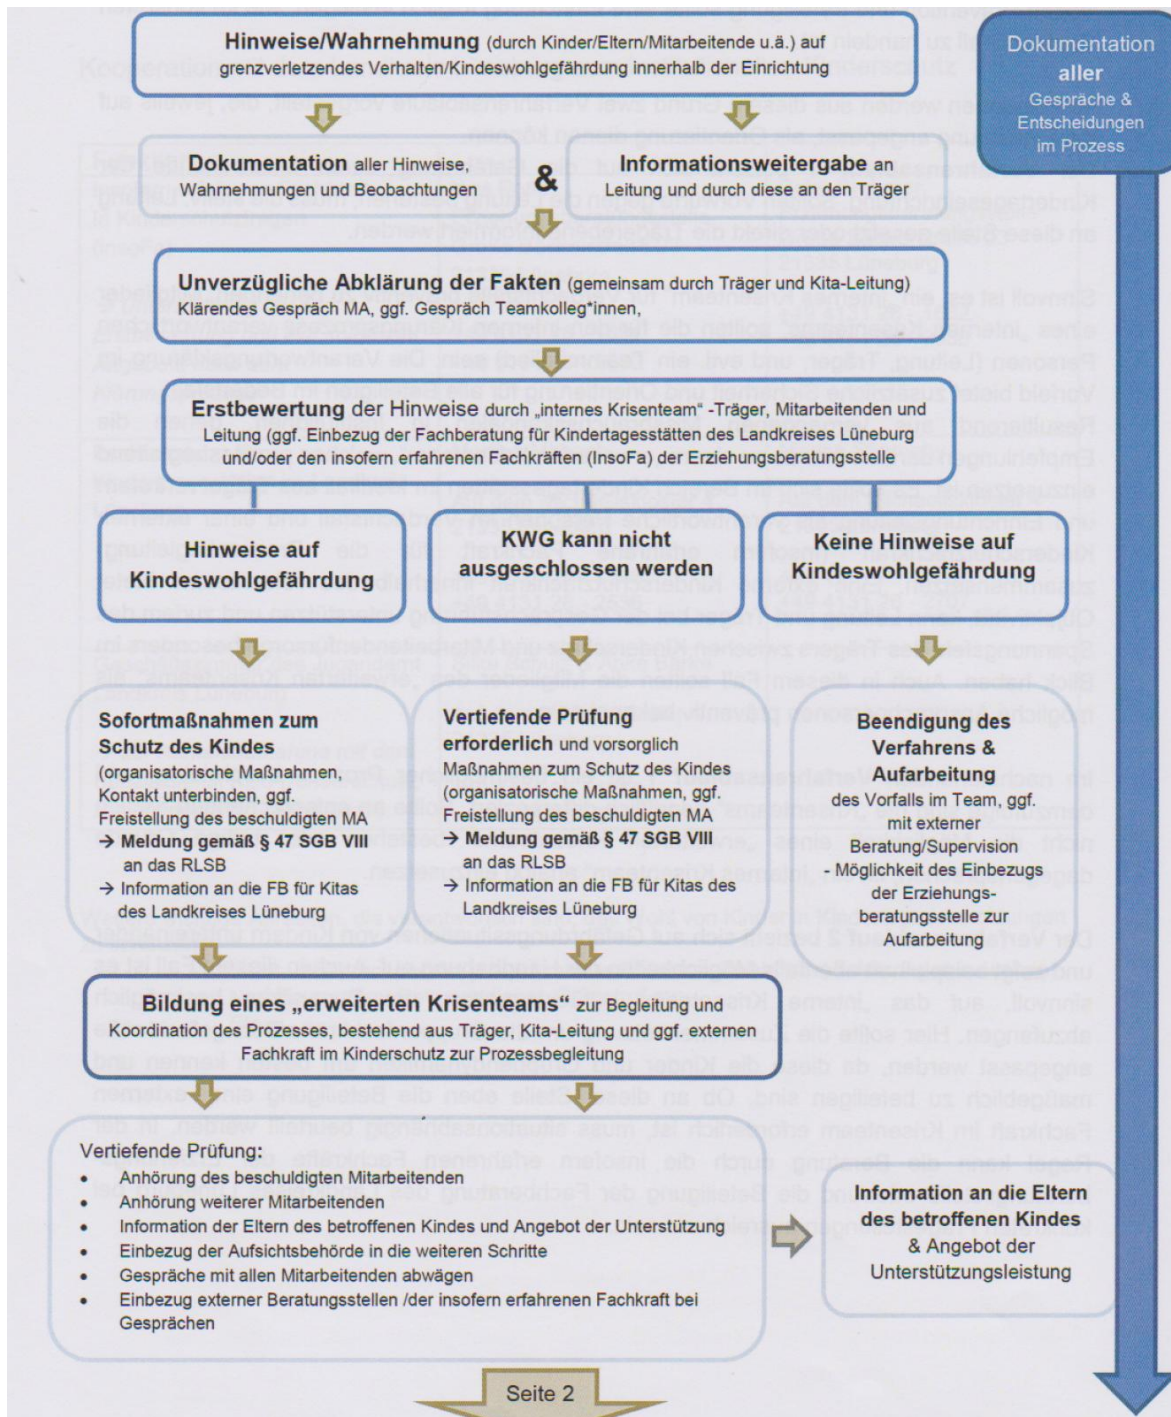 Hinweise/Wahrnehmung (durch Kinder/Eltern/Mitarbeitende u.ä.) auf
grenzverletzendes Verhalten/Kindeswohlgefährdung innerhalb der Einrichtung
Dokumentation
aller
Gespräche &
Entscheidungen
im Prozess
Dokumentation aller Hinweise,
Wahrnehmungen und Beobachtungen
&
Informationsweitergabe an
Leitung und durch diese an den Träger
Unverzügliche Abklärung der Fakten (gemeinsam durch Träger und Kita-Leitung)
Klärendes Gespräch MA, ggf. Gespräch Teamkolleg*innen,
Erstbewertung der Hinweise durch „internes Krisenteam“ -Träger, Mitarbeitenden und
Leitung (ggf. Einbezug der Fachberatung für Kindertagesstätten des Landkreises Lüneburg
und/oder den insofern erfahrenen Fachkräften (InsoFa) der Erziehungsberatungsstelle
Hinweise auf
Kindeswohlgefährdung
KWG kann nicht
ausgeschlossen werden
Keine Hinweise auf
Kindeswohlgefährdung
Sofortmaßnahmen zum
Schutz des Kindes
(organisatorische Maßnahmen,
Kontakt unterbinden, ggf.
Freistellung des beschuldigten MA
→ Meldung gemäß § 47 SGB VIII
an das RLSB
→ Information an die FB für Kitas
des Landkreises Lüneburg
Vertiefende Prüfung
erforderlich und vorsorglich
Maßnahmen zum Schutz des Kindes
(organisatorische Maßnahmen, ggf.
Freistellung des beschuldigten MA
→ Meldung gemäß § 47 SGB VIII
an das RLSB
→ Information an die FB für Kitas des
Landkreises Lüneburg
Beendigung des
Verfahrens &
Aufarbeitung
des Vorfalls im Team, ggf.
mit externer
Beratung/Supervision
- Möglichkeit des Einbezugs
der Erziehungs-
beratungsstelle zur
Aufarbeitung
Bildung eines „erweiterten Krisenteams“ zur Begleitung und
Koordination des Prozesses, bestehend aus Träger, Kita-Leitung und ggf. externen
Fachkraft im Kinderschutz zur Prozessbegleitung
Vertiefende Prüfung:
• Anhörung des beschuldigten Mitarbeitenden
• Anhörung weiterer Mitarbeitenden
• Information der Eltern des betroffenen Kindes und Angebot der Unterstützung
• Einbezug der Aufsichtsbehörde in die weiteren Schritte
• Gespräche mit allen Mitarbeitenden abwägen
• Einbezug externer Beratungsstellen /der insofern erfahrenen Fachkraft bei
Gesprächen
Information an die Eltern
des betroffenen Kindes
& Angebot der
Unterstützungsleistung
Seite 2